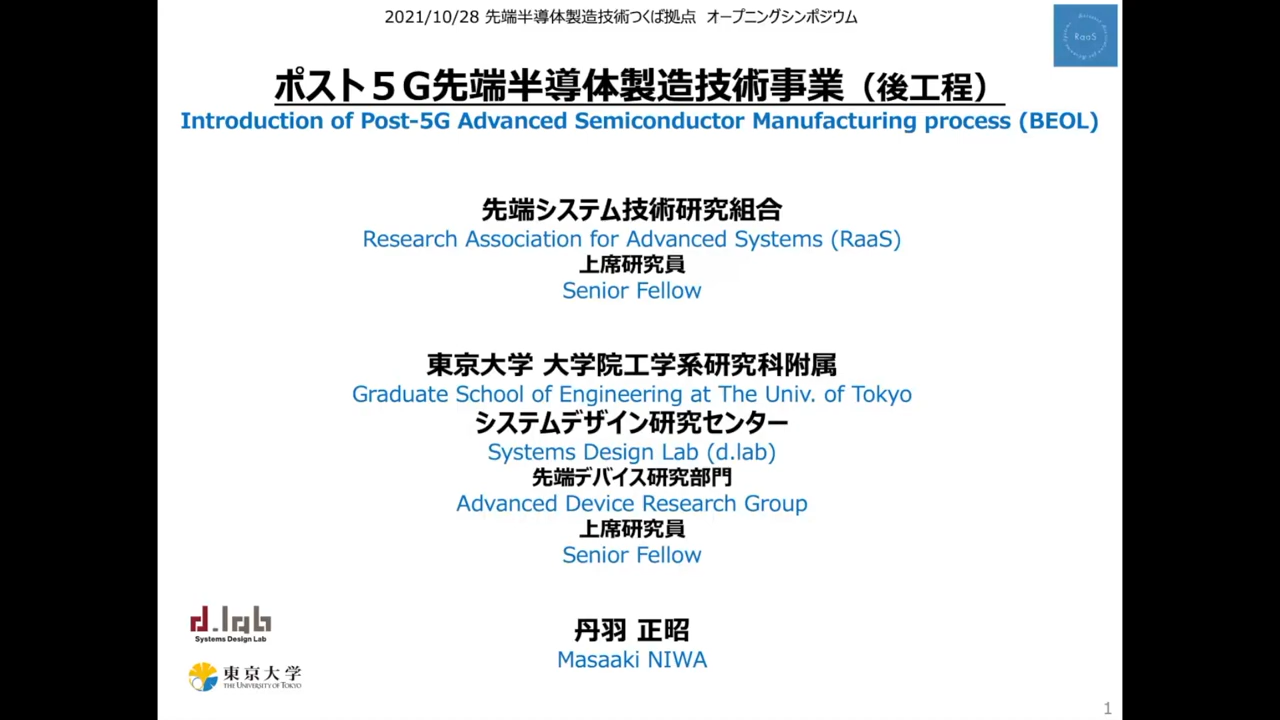 2021/10/28 先端半導体製造技術つくば拠点 オープニングシンポジウム
RaaS
ポスト５G先端半導体製造技術事業（後工程）
Introduction of Post-5G Advanced Semiconductor Manufacturing process (BEOL)
先端システム技術研究組合
Research Association for Advanced Systems (RaaS)
上席研究員
Senior Fellow
東京大学 大学院工学系研究科附属
Graduate School of Engineering at The Univ. of Tokyo
システムデザイン研究センター
Systems Design Lab (d.lab)
先端デバイス研究部門
Advanced Device Research Group
上席研究員
Senior Fellow
d.lab
Systems Design Lab
丹羽 正昭
Masaaki NIWA
東京大学
THE UNIVERSITY OF TOKYO
1